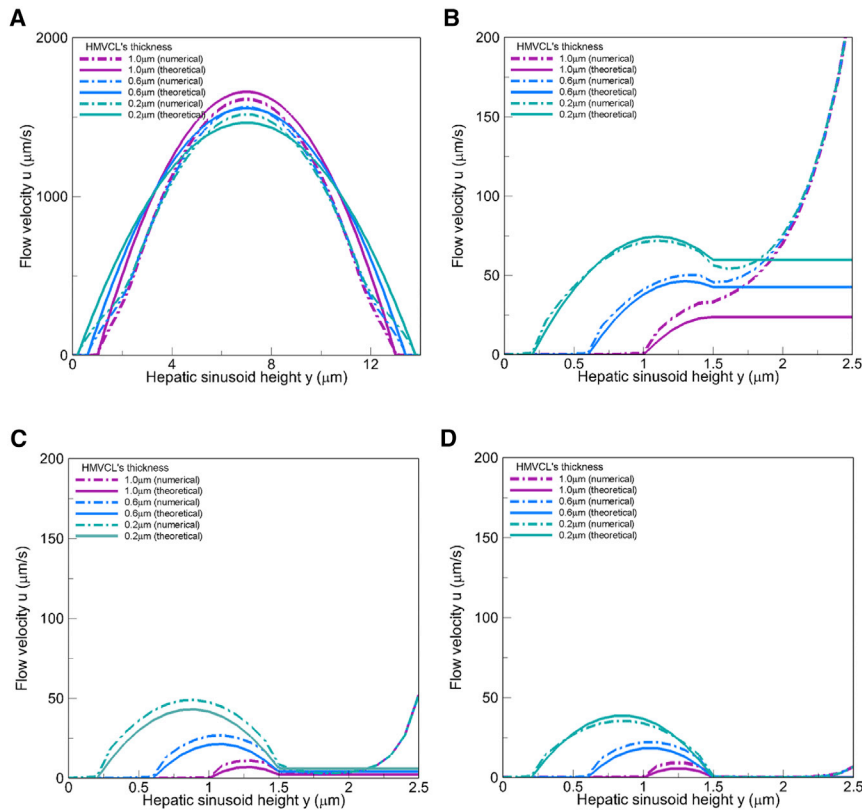 A
HMVCL's thickness
1.0μm (numerical)
1.0μm (theoretical)
0.6μm (numerical)
0.6μm (theoretical)
0.2μm (numerical)
0.2μm (theoretical)
2000
1000
0
4
8
12
Flow velocity u (μm/s)
Hepatic sinusoid height y (μm)
B
HMVCL's thickness
1.0μm (numerical)
1.0μm (theoretical)
0.6μm (numerical)
0.6μm (theoretical)
0.2μm (numerical)
0.2μm (theoretical)
200
150
100
50
0
0
0.5
1.0
1.5
2
2.5
Flow velocity u (μm/s)
Hepatic sinusoid height y (μm)
C
HMVCL's thickness
1.0μm (numerical)
1.0μm (theoretical)
0.6μm (numerical)
0.6μm (theoretical)
0.2μm (numerical)
0.2μm (theoretical)
200
150
100
50
0
0
0.5
1
1.5
2
2.5
Flow velocity u (μm/s)
Hepatic sinusoid height y (μm)
D
HMVCL's thickness
1.0μm (numerical)
1.0μm (theoretical)
0.6μm (numerical)
0.6μm (theoretical)
0.2μm (numerical)
0.2μm (theoretical)
200
150
100
50
0
0
0.5
1
1.5
2
2.5
Flow velocity u (μm/s)
Hepatic sinusoid height y (μm)